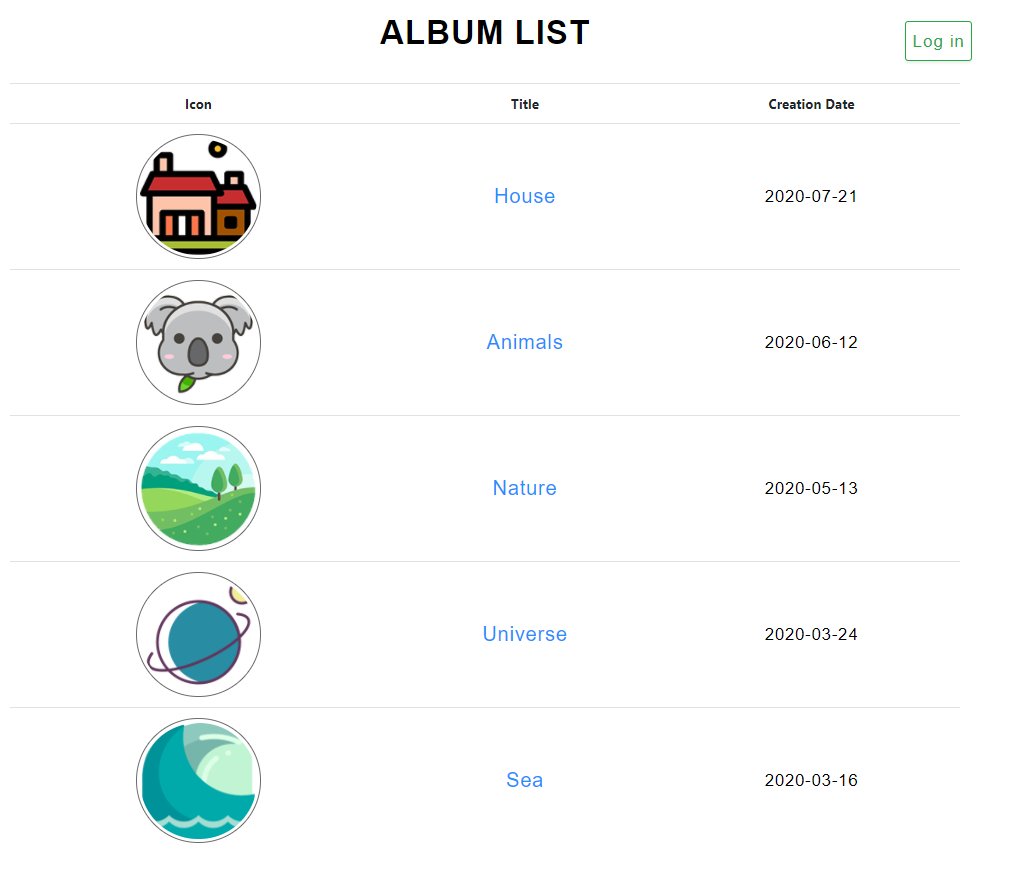 ALBUM LIST
Log in
Icon Title Creation Date
House 2020-07-21
Animals 2020-06-12
Nature 2020-05-13
Universe 2020-03-24
Sea 2020-03-16